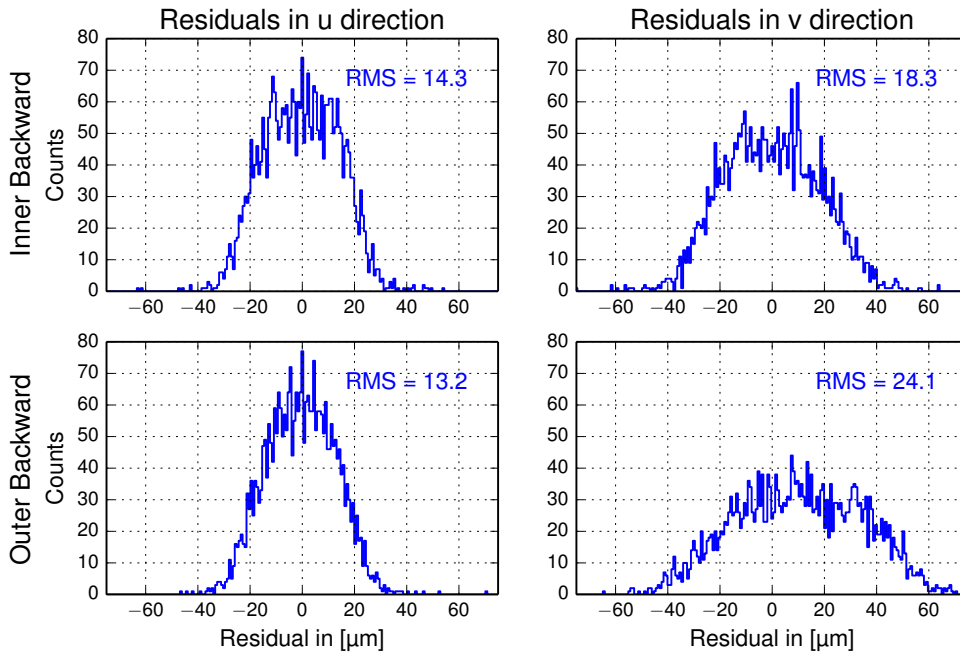 Residuals in u direction
Residuals in v direction
Inner Backward
Counts
80
70
60
50
40
30
20
10
0
RMS = 14.3
−60 −40 −20 0 20 40 60
80
70
60
50
40
30
20
10
0
RMS = 18.3
−60 −40 −20 0 20 40 60
Outer Backward
Counts
80
70
60
50
40
30
20
10
0
RMS = 13.2
−60 −40 −20 0 20 40 60
Residual in [µm]
80
70
60
50
40
30
20
10
0
RMS = 24.1
−60 −40 −20 0 20 40 60
Residual in [µm]